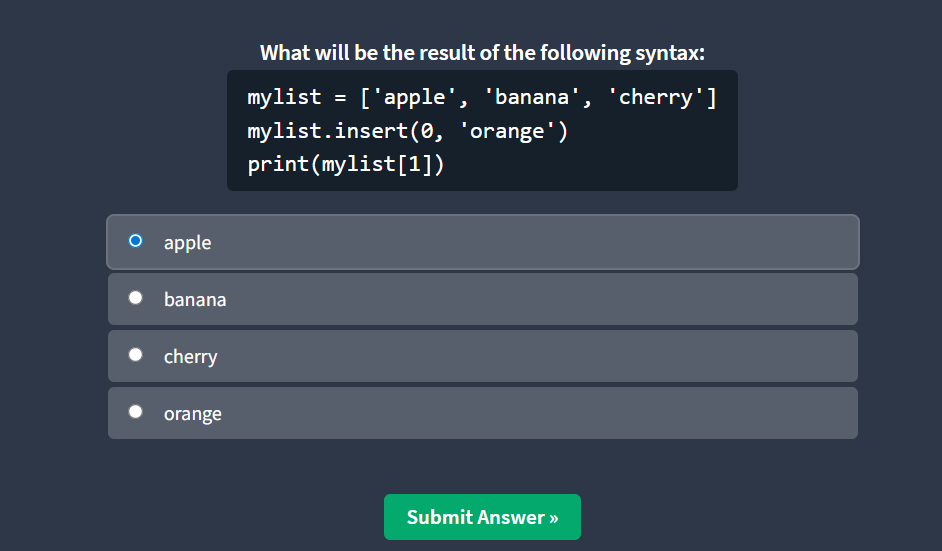 What will be the result of the following syntax:
mylist = ['apple', 'banana', 'cherry']
mylist.insert(0, 'orange')
print(mylist[1])
apple
banana
cherry
orange
Submit Answer »